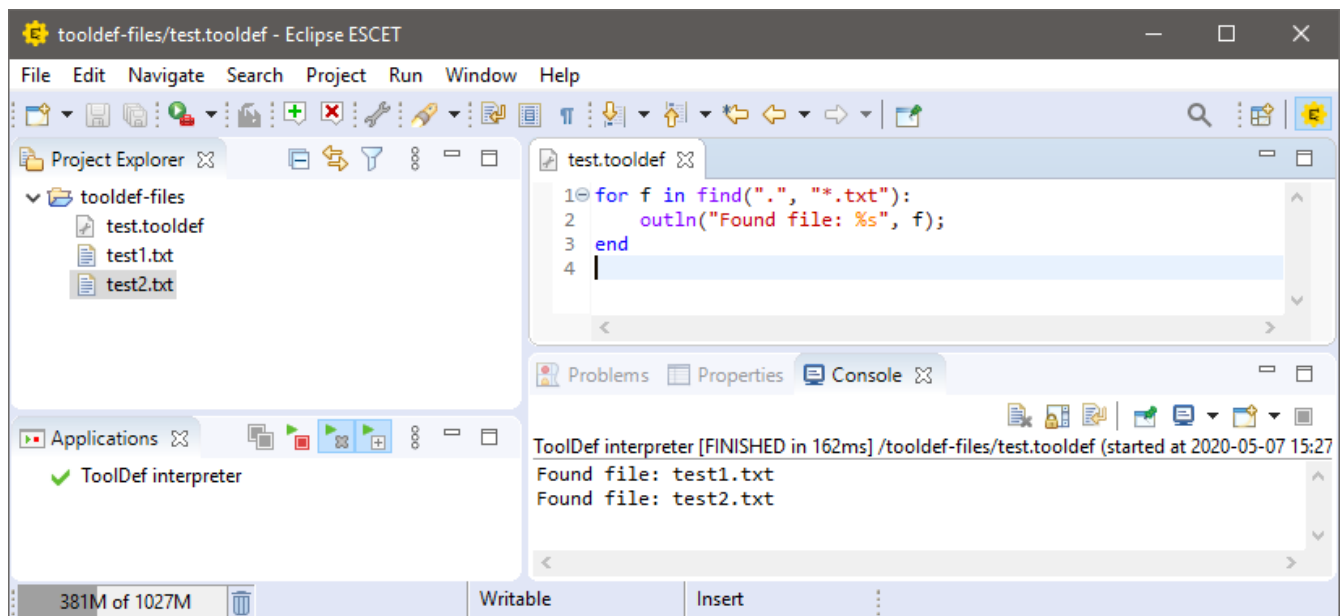 tooldef-files/test.tooldef - Eclipse ESCET
File Edit Navigate Search Project Run Window Help
Project Explorer
tooldef-files
test.tooldef
test1.txt
test2.txt
test.tooldef
1 for f in find(".", "*.txt"):
2     outln("Found file: %s", f);
3 end
4
Applications
ToolDef interpreter
Problems Properties Console
ToolDef interpreter [FINISHED in 162ms] /tooldef-files/test.tooldef (started at 2020-05-07 15:27
Found file: test1.txt
Found file: test2.txt
381M of 1027M Writable Insert